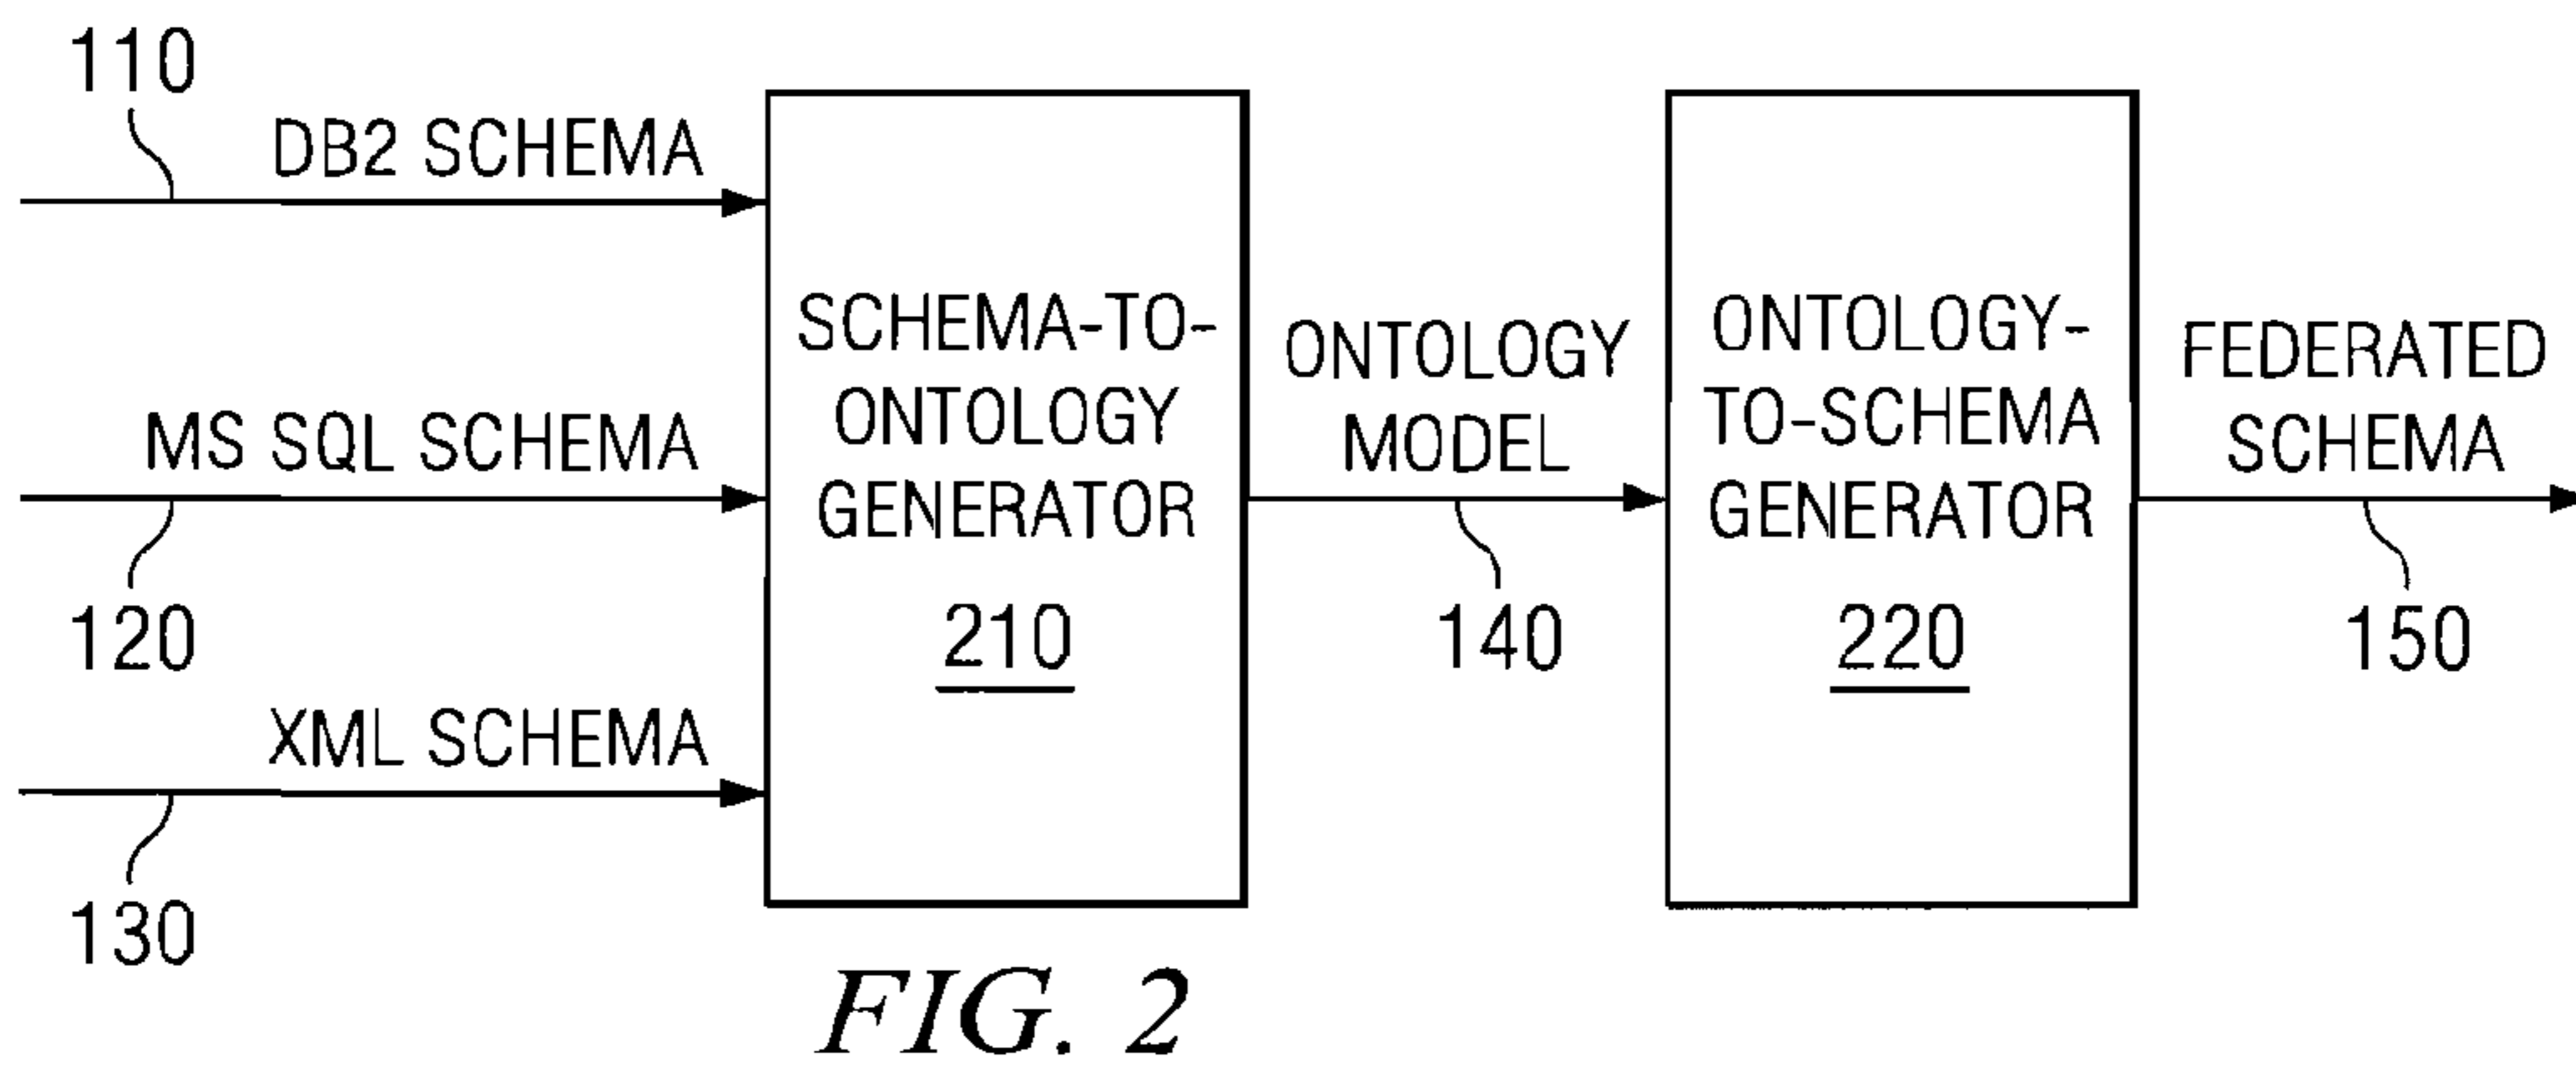 110
DB2 SCHEMA
MS SQL SCHEMA
120
XML SCHEMA
130
SCHEMA-TO-
ONTOLOGY
GENERATOR
210
ONTOLOGY
MODEL
140
ONTOLOGY-
TO-SCHEMA
GENERATOR
220
FEDERATED
SCHEMA
150
FIG. 2